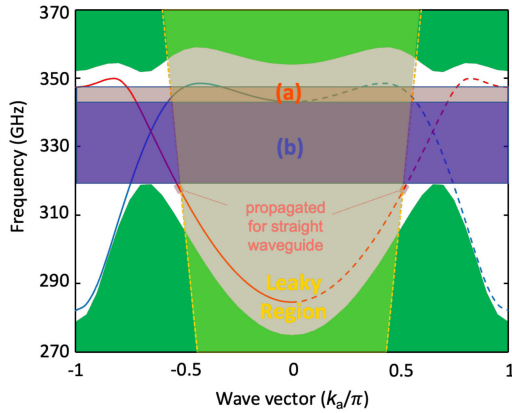 370
350
330
310
290
270
Frequency (GHz)
(a)
(b)
propagated
for straight
waveguide
Leaky
Region
-1
-0.5
0
0.5
1
Wave vector (kₐ/π)